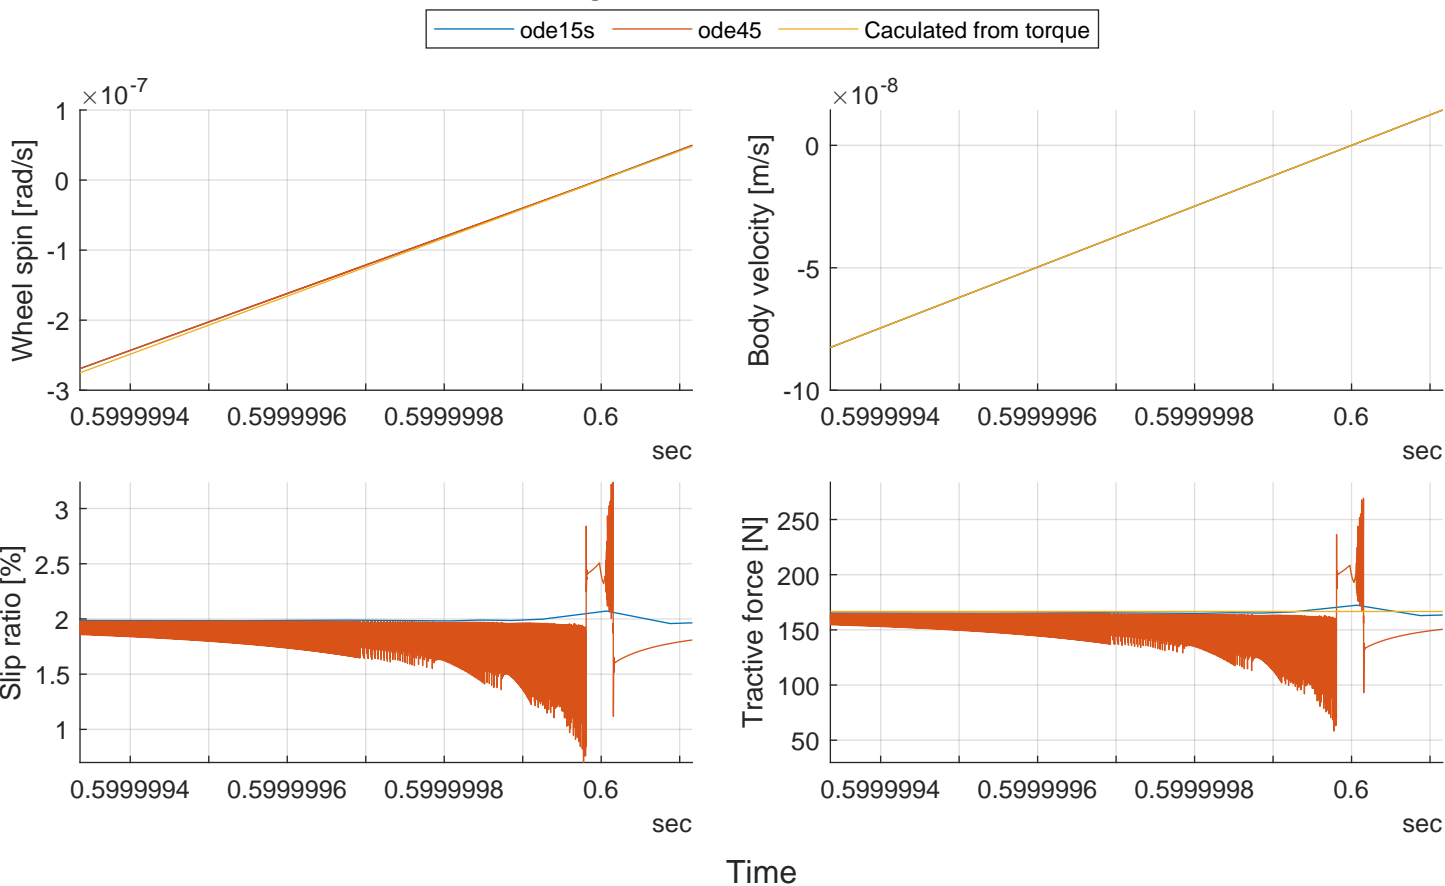 ode15s ode45 Caculated from torque
×10-7
1
0
-1
-2
-3
Wheel spin [rad/s]
0.5999994 0.5999996 0.5999998 0.6
sec
×10-8
0
-5
-10
Body velocity [m/s]
0.5999994 0.5999996 0.5999998 0.6
sec
3
2.5
2
1.5
1
Slip ratio [%]
0.5999994 0.5999996 0.5999998 0.6
sec
250
200
150
100
50
Tractive force [N]
0.5999994 0.5999996 0.5999998 0.6
sec
Time